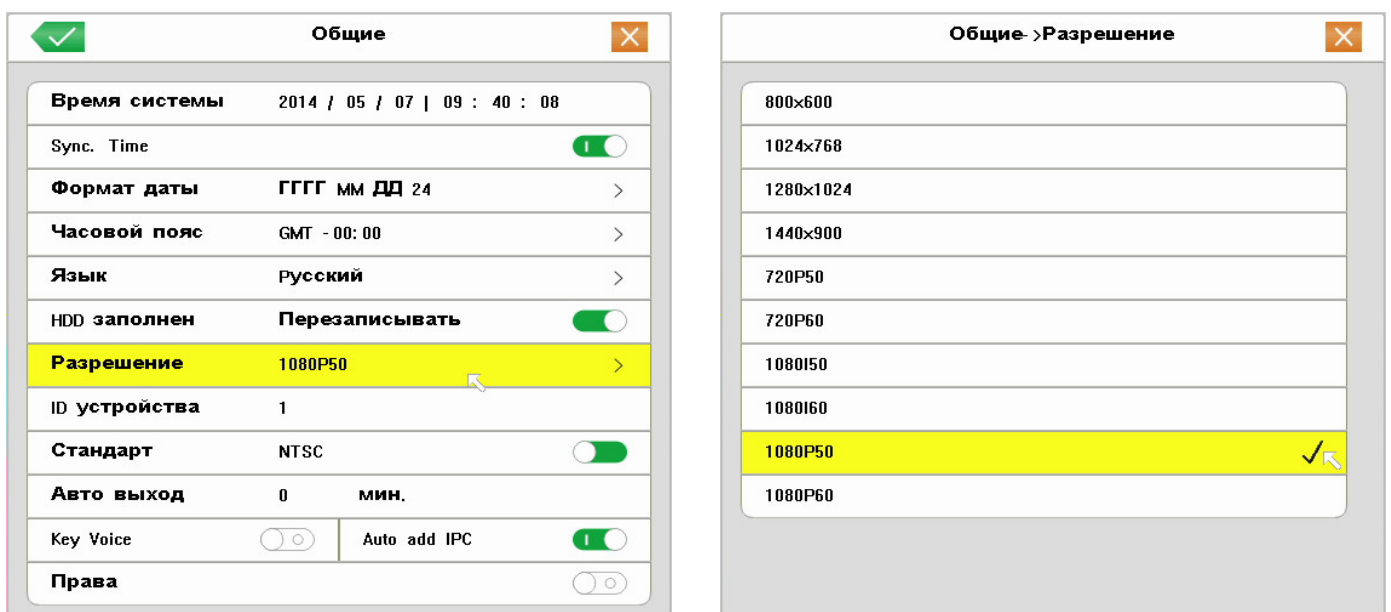 Общие
Время системы 2014 / 05 / 07 | 09 : 40 : 08
Sync. Time
Формат даты ГГГГ ММ ДД 24
Часовой пояс GMT -00:00
Язык Русский
HDD заполнен Перезаписывать
Разрешение 1080P50
ID устройства 1
Стандарт NTSC
Авто выход 0 мин.
Key Voice Auto add IPC
Права
Общие->Разрешение
800x600
1024x768
1280x1024
1440x900
720P50
720P60
1080I50
1080I60
1080P50
1080P60